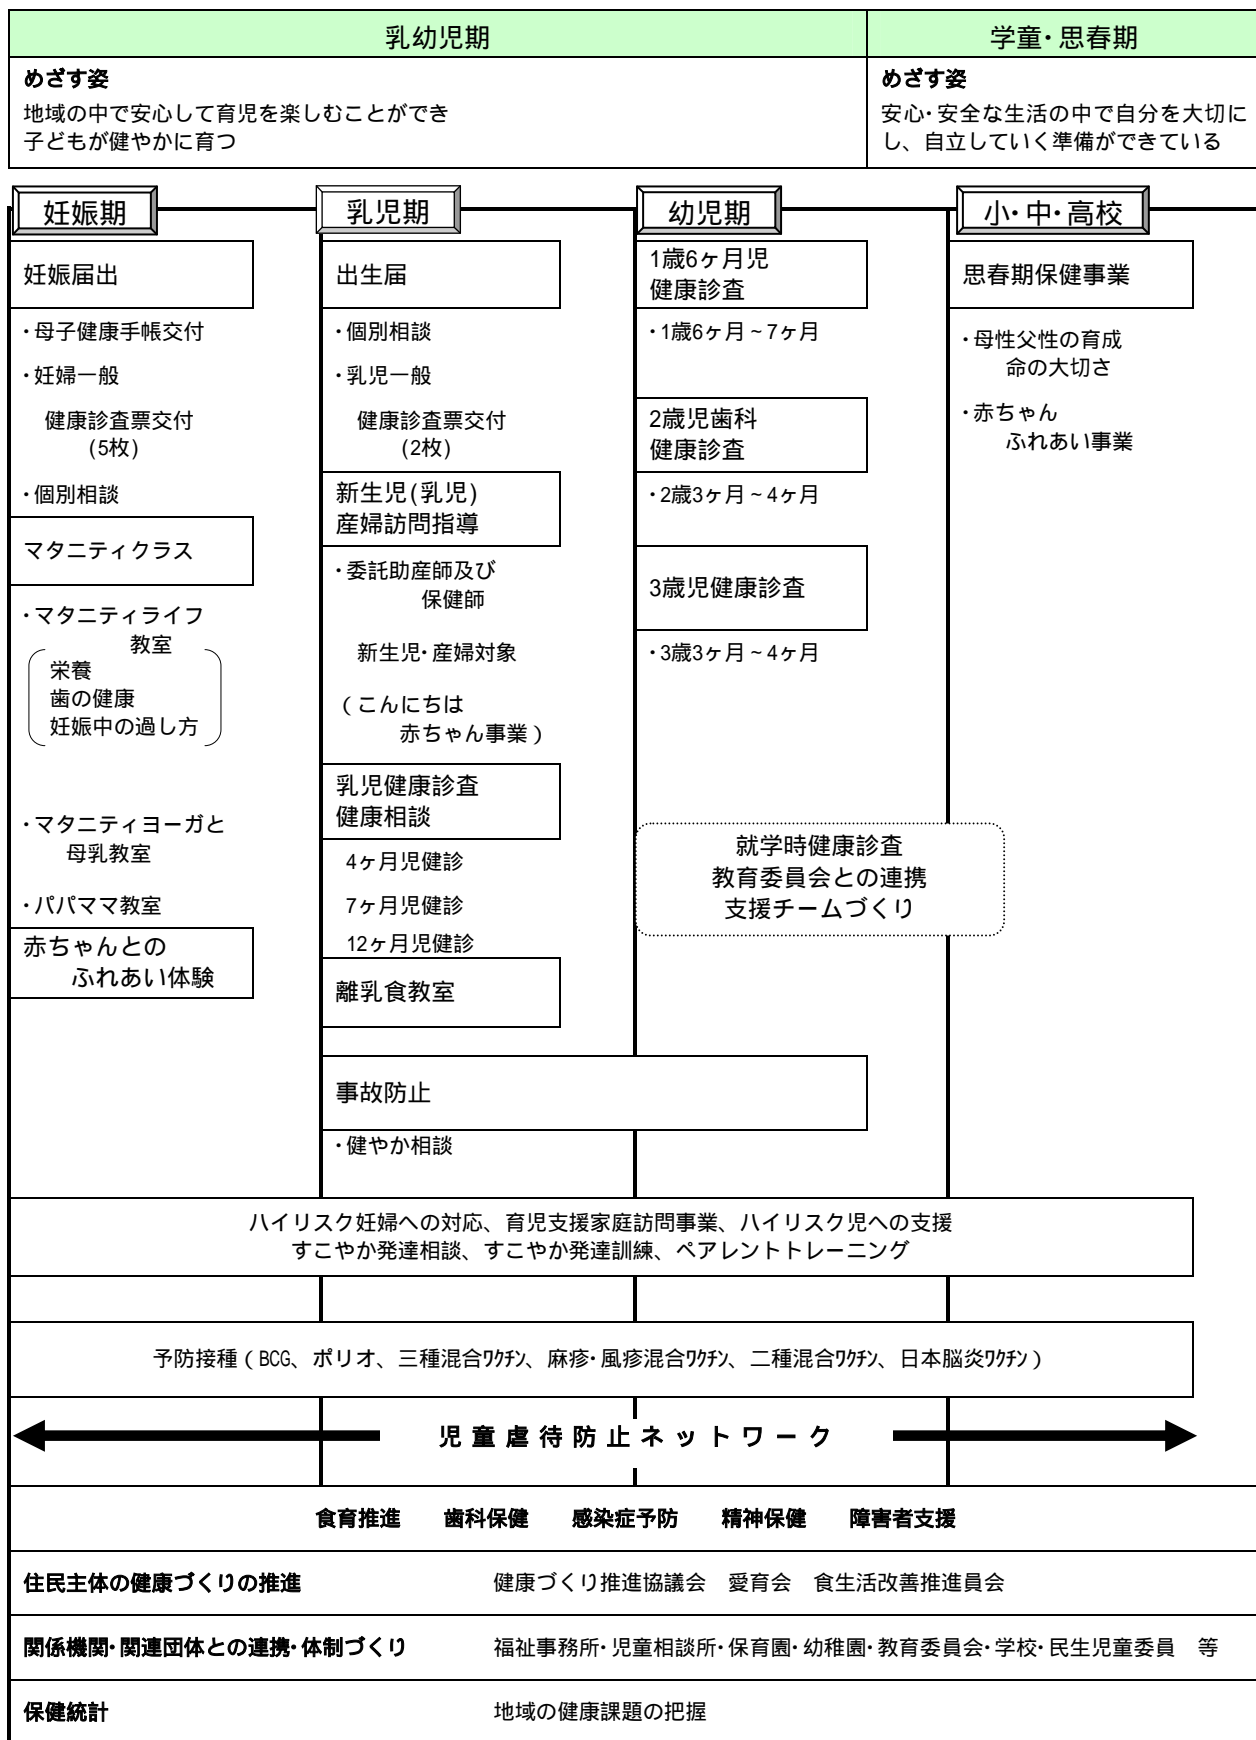 乳幼児期
学童・思春期
めざす姿
地域の中で安心して育児を楽しむことができ
子どもが健やかに育つ
めざす姿
安心・安全な生活の中で自分を大切に
し、自立していく準備ができている
妊娠期
妊娠届出
・母子健康手帳交付
・妊婦一般
健康診査票交付
(5枚)
・個別相談
マタニティクラス
・マタニティライフ
教室
栄養
歯の健康
妊娠中の過し方
・マタニティヨーガと
母乳教室
・パパママ教室
赤ちゃんとの
ふれあい体験
乳児期
出生届
・個別相談
・乳児一般
健康診査票交付
(2枚)
新生児(乳児)
産婦訪問指導
・委託助産師及び
保健師
新生児・産婦対象
(こんにちは
赤ちゃん事業)
乳児健康診査
健康相談
4ヶ月児健診
7ヶ月児健診
12ヶ月児健診
離乳食教室
事故防止
・健やか相談
幼児期
1歳6ヶ月児
健康診査
・1歳6ヶ月~7ヶ月
2歳児歯科
健康診査
・2歳3ヶ月~4ヶ月
3歳児健康診査
・3歳3ヶ月~4ヶ月
就学時健康診査
教育委員会との連携
支援チームづくり
小・中・高校
思春期保健事業
・母性父性の育成
命の大切さ
・赤ちゃん
ふれあい事業
ハイリスク妊婦への対応、育児支援家庭訪問事業、ハイリスク児への支援
すこやか発達相談、すこやか発達訓練、ペアレントトレーニング
予防接種(BCG、ポリオ、三種混合ワクチン、麻疹・風疹混合ワクチン、二種混合ワクチン、日本脳炎ワクチン)
児童虐待防止ネットワーク
食育推進 歯科保健 感染症予防 精神保健 障害者支援
住民主体の健康づくりの推進 健康づくり推進協議会 愛育会 食生活改善推進員会
関係機関・関連団体との連携・体制づくり 福祉事務所・児童相談所・保育園・幼稚園・教育委員会・学校・民生児童委員 等
保健統計 地域の健康課題の把握